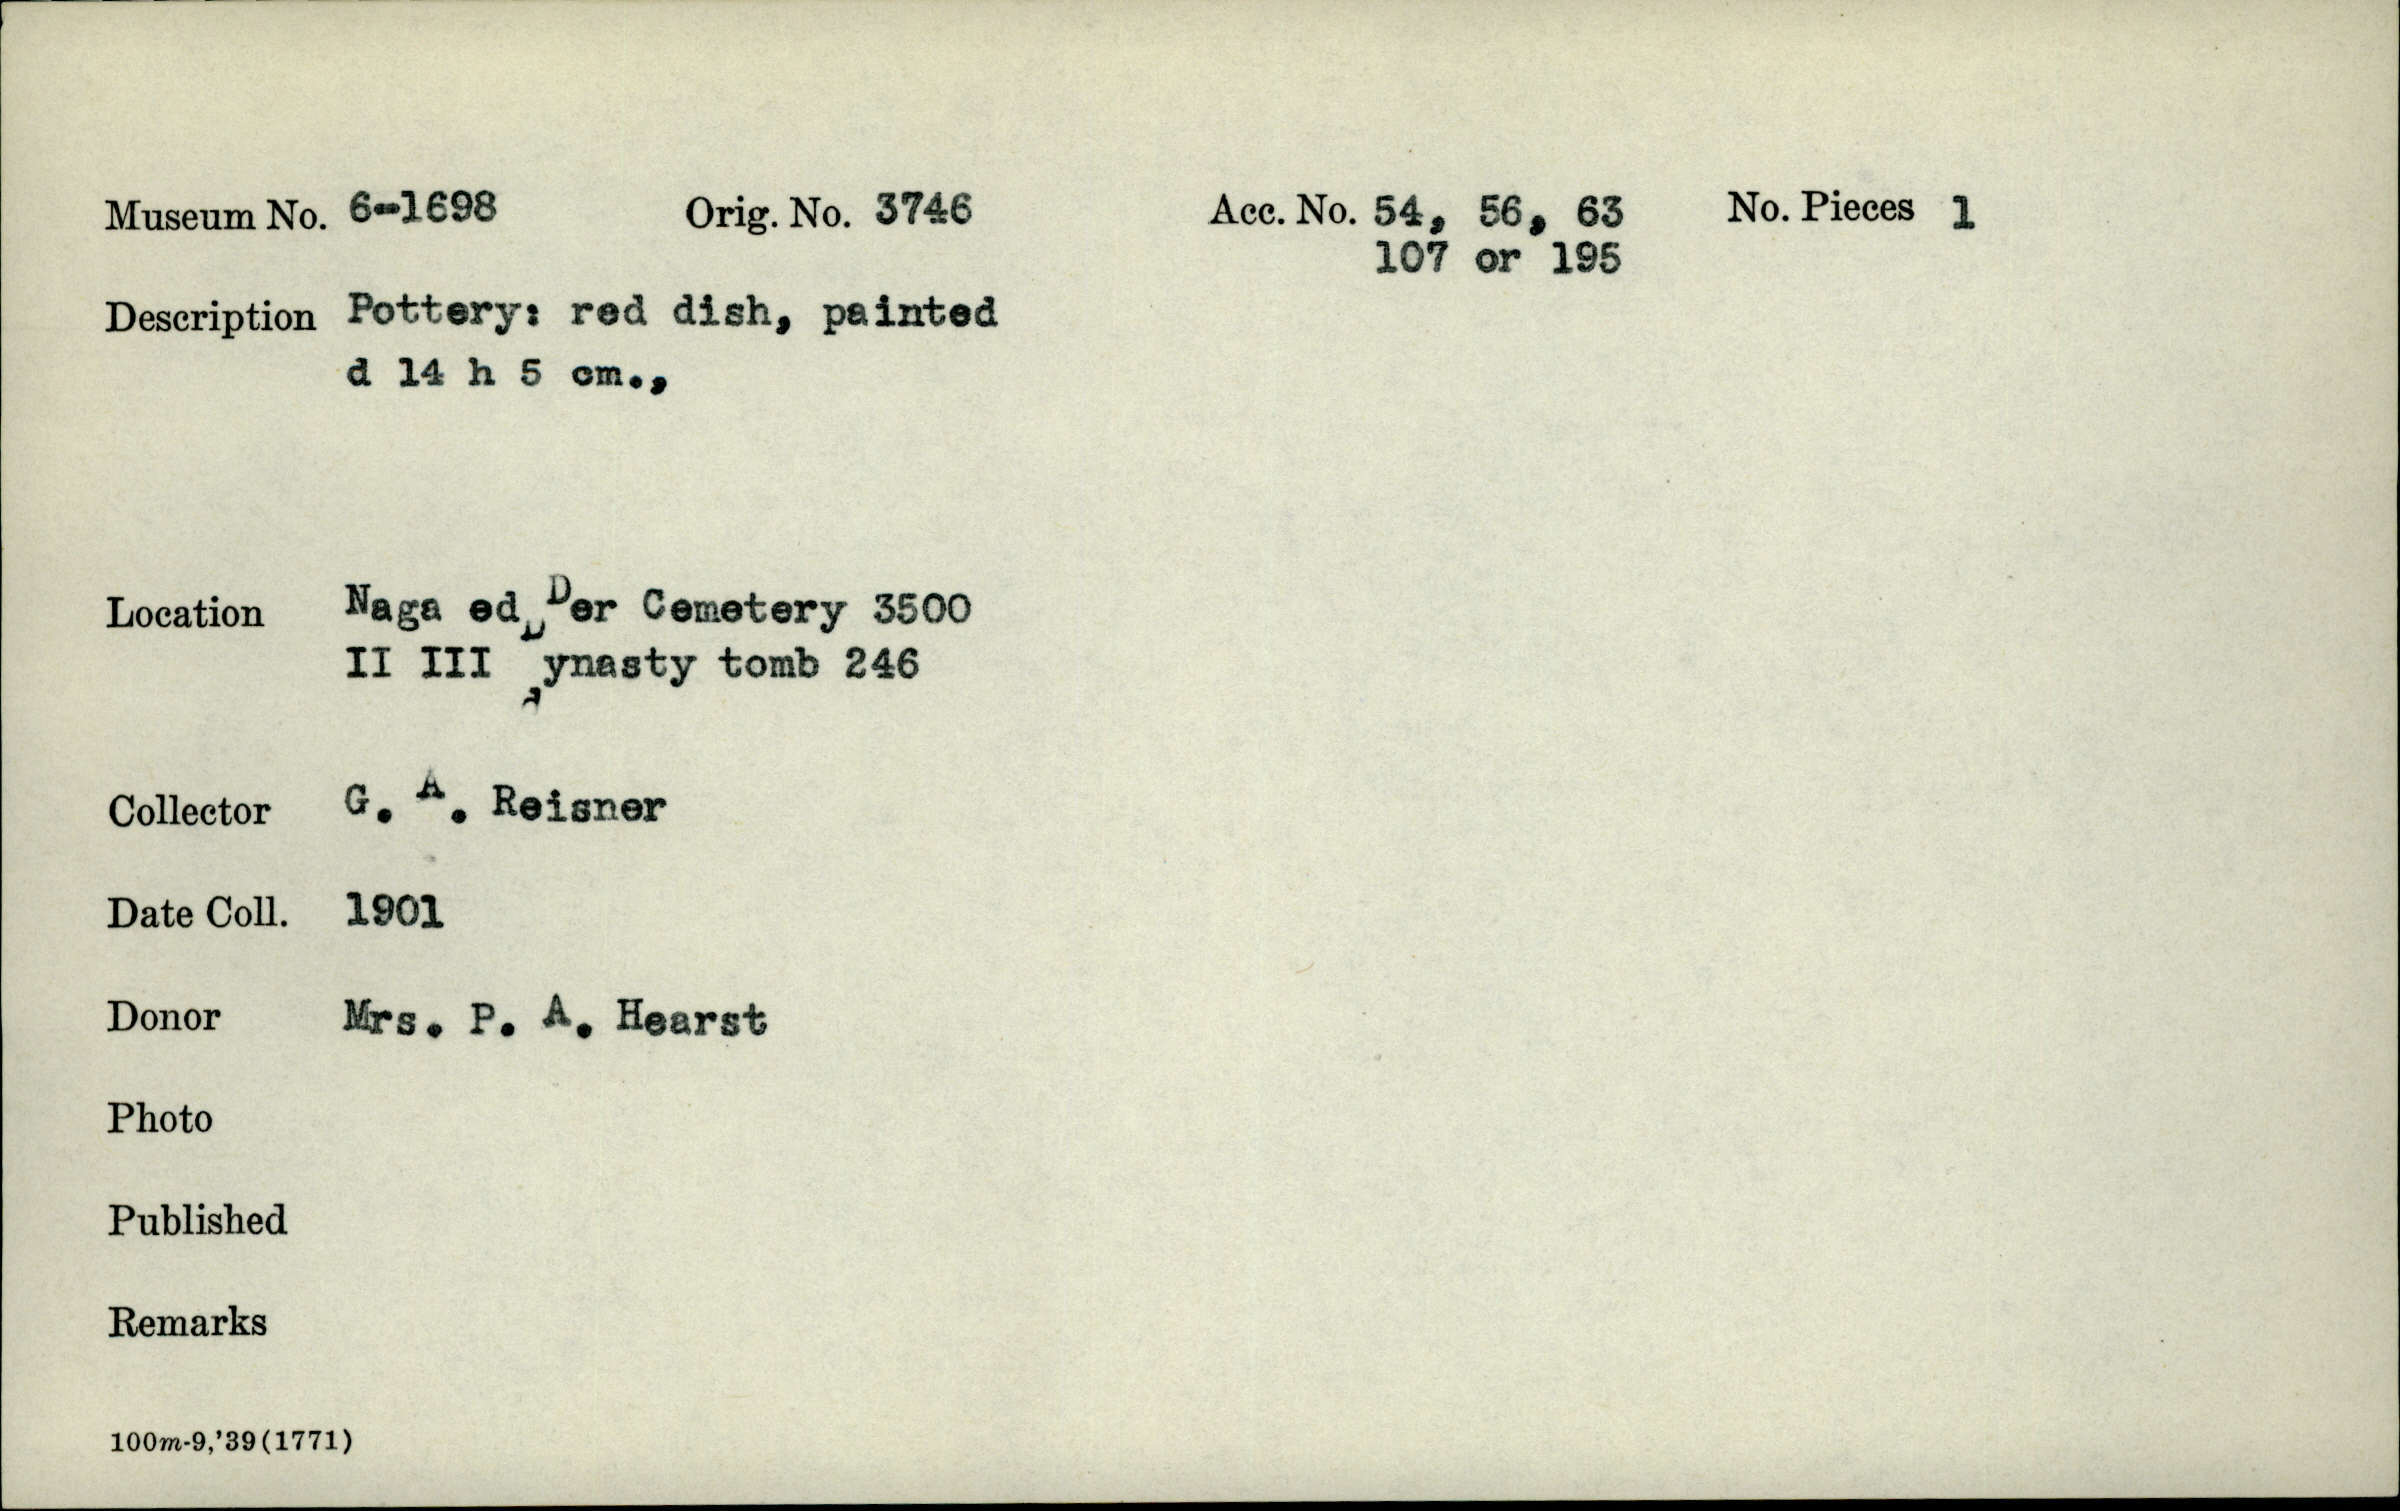 Museum No. 6-1698 Orig. No. 3746 Acc. No. 54, 56, 63 No. Pieces 1
107 or 195
Description Pottery: red dish, painted
d 14 h 5 cm.,
Location Naga ed Der Cemetery 3500
II III Dynasty tomb 246
Collector G. A. Reisner
Date Coll. 1901
Donor Mrs. P. A. Hearst
Photo
Published
Remarks
100m-9,'39(1771)